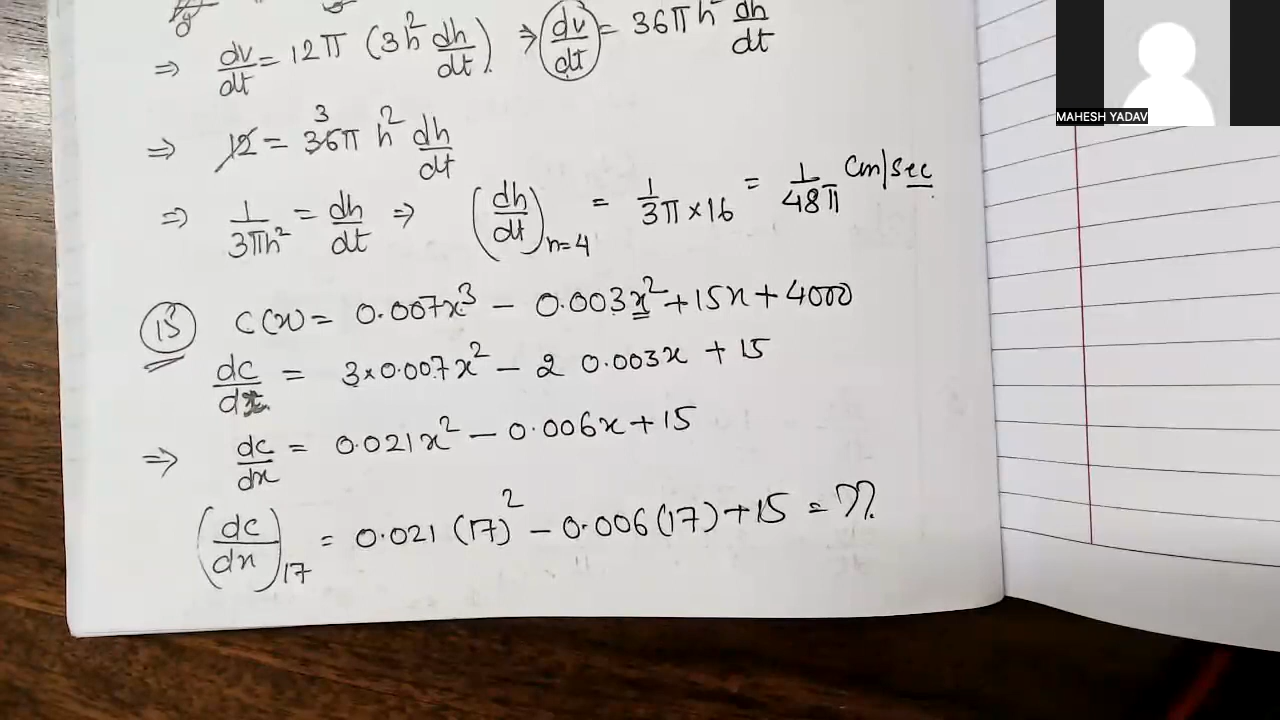 ⇒ dv/dt = 12π (3h² dh/dt). ⇒ dv/dt = 36πh² dh/dt
MAHESH YADAV
⇒ 12 = 36π h² dh/dt
3
⇒ 1/3πh² = dh/dt ⇒ (dh/dt)h=4 = 1/3π×16 = 1/48π cm/sec
15 C(x) = 0.007x³ - 0.003x² + 15x + 4000
dc/dx = 3×0.007x² - 2 0.003x + 15
⇒ dc/dx = 0.021x² - 0.006x + 15
(dc/dx)17 = 0.021 (17)² - 0.006 (17) + 15 = ??